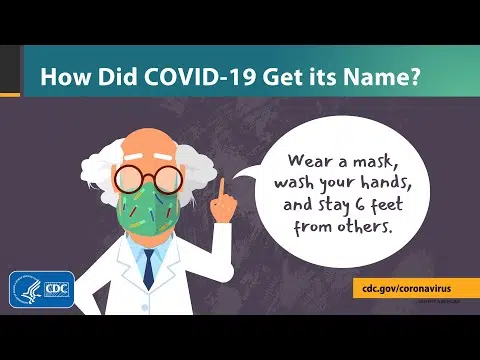 How Did COVID-19 Get its Name?
Wear a mask,
wash your hands,
and stay 6 feet
from others.
CDC
cdc.gov/coronavirus